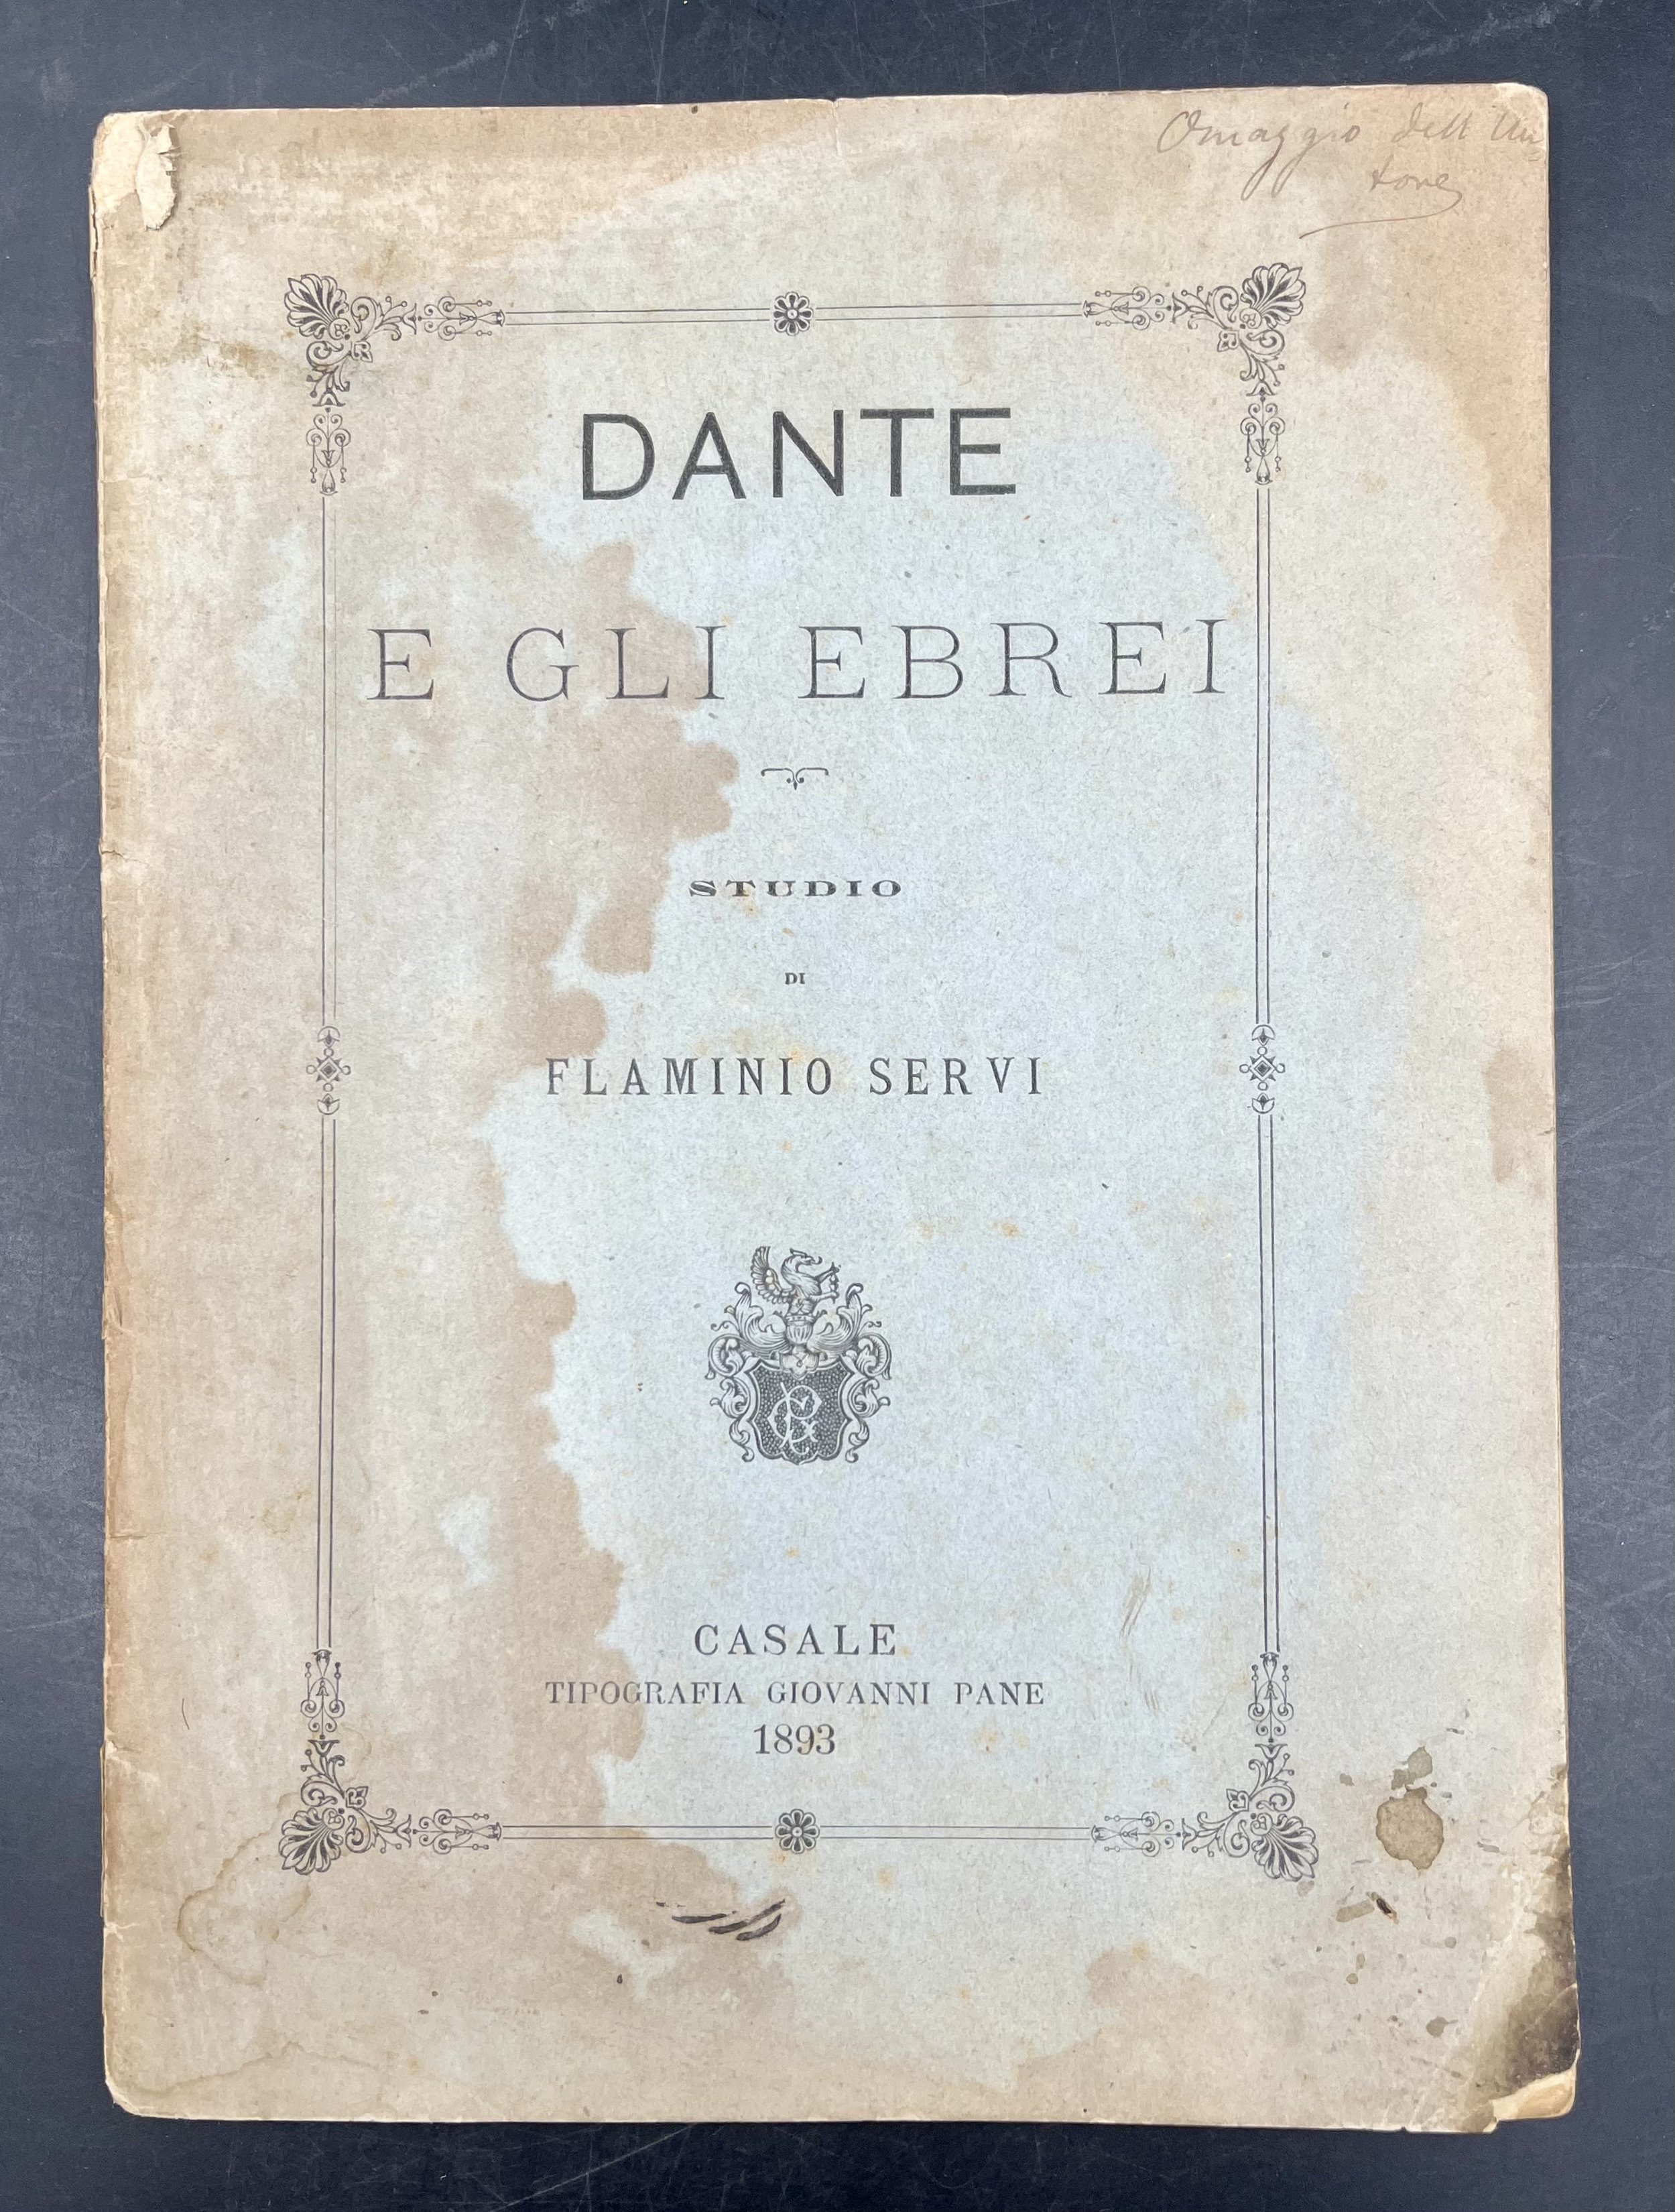 Omaggio dell Au
tore
DANTE
E GLI EBREI
STUDIO
DI
FLAMINIO SERVI
CASALE
TIPOGRAFIA GIOVANNI PANE
1893